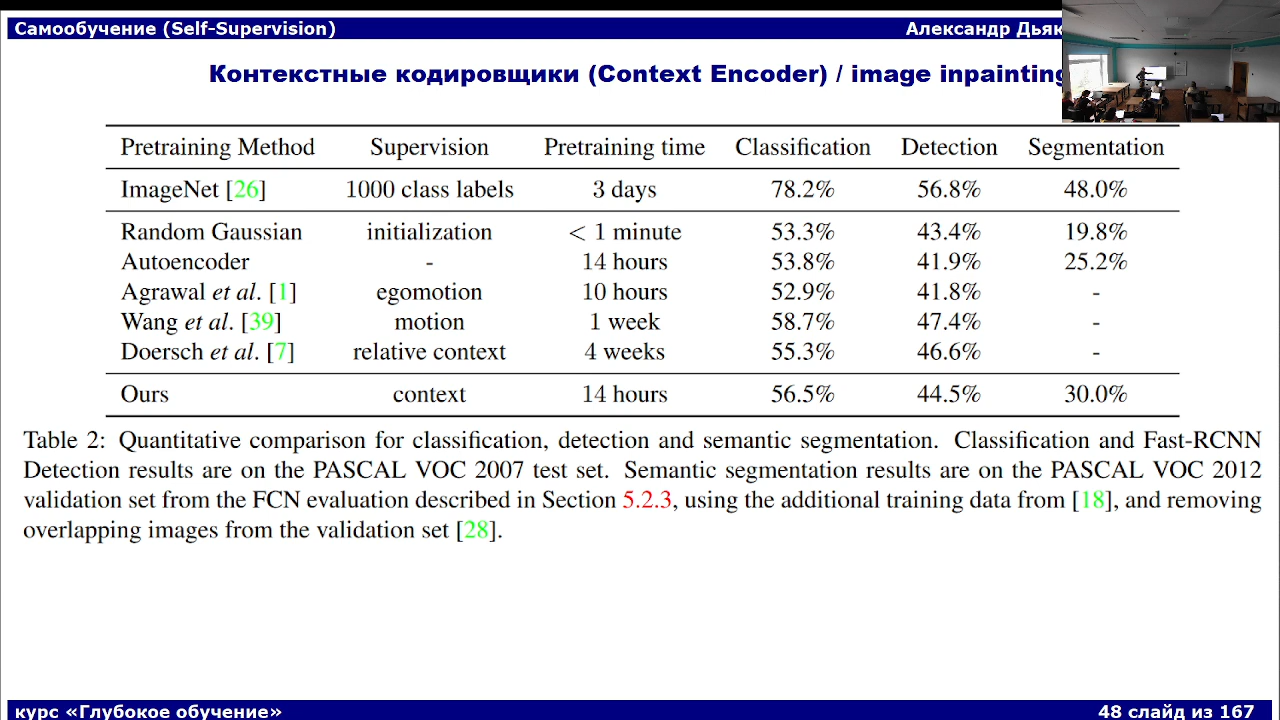 Самообучение (Self-Supervision) Александр Дьяк
Контекстные кодировщики (Context Encoder) / image inpainting
Pretraining Method Supervision Pretraining time Classification Detection Segmentation
ImageNet [26] 1000 class labels 3 days 78.2% 56.8% 48.0%
Random Gaussian initialization < 1 minute 53.3% 43.4% 19.8%
Autoencoder - 14 hours 53.8% 41.9% 25.2%
Agrawal et al. [1] egomotion 10 hours 52.9% 41.8% -
Wang et al. [39] motion 1 week 58.7% 47.4% -
Doersch et al. [7] relative context 4 weeks 55.3% 46.6% -
Ours context 14 hours 56.5% 44.5% 30.0%
Table 2: Quantitative comparison for classification, detection and semantic segmentation. Classification and Fast-RCNN
Detection results are on the PASCAL VOC 2007 test set. Semantic segmentation results are on the PASCAL VOC 2012
validation set from the FCN evaluation described in Section 5.2.3, using the additional training data from [18], and removing
overlapping images from the validation set [28].
курс «Глубокое обучение» 48 слайд из 167